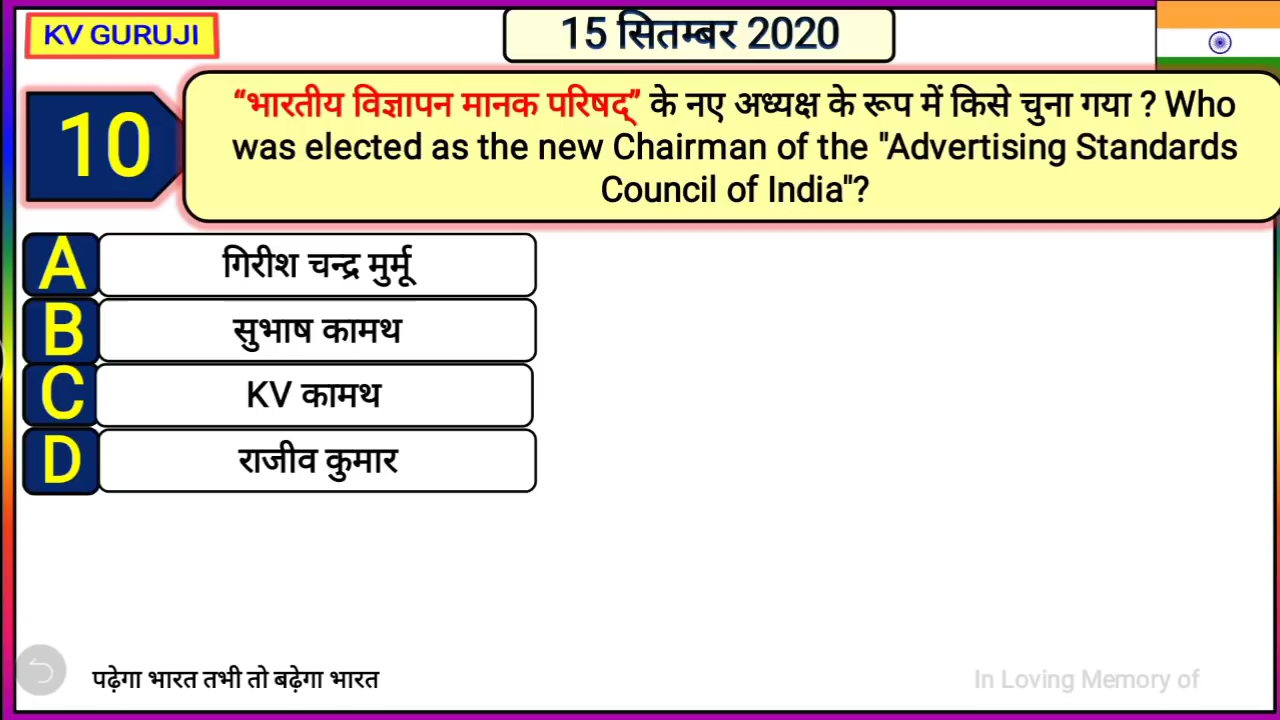 KV GURUJI
15 सितम्बर 2020
10
“भारतीय विज्ञापन मानक परिषद्” के नए अध्यक्ष के रूप में किसे चुना गया ? Who
was elected as the new Chairman of the "Advertising Standards
Council of India"?
A गिरीश चन्द्र मुर्मू
B सुभाष कामथ
C KV कामथ
D राजीव कुमार
पढ़ेगा भारत तभी तो बढ़ेगा भारत
In Loving Memory of